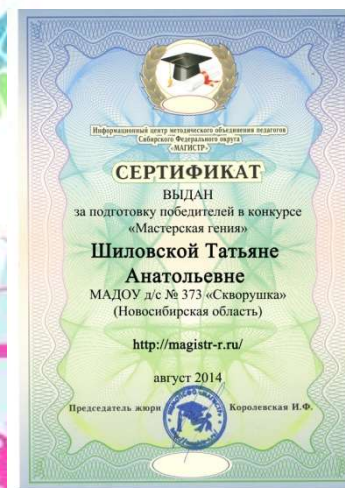 Информационный центр методического объединения педагогов
Сибирского Федерального округа
«МАГИСТР»
СЕРТИФИКАТ
ВЫДАН
за подготовку победителей в конкурсе
«Мастерская гения»
Шиловской Татьяне
Анатольевне
МАДОУ д/с № 373 «Скворушка»
(Новосибирская область)
http://magistr-r.ru/
август 2014
Председатель жюри Королевская И.Ф.